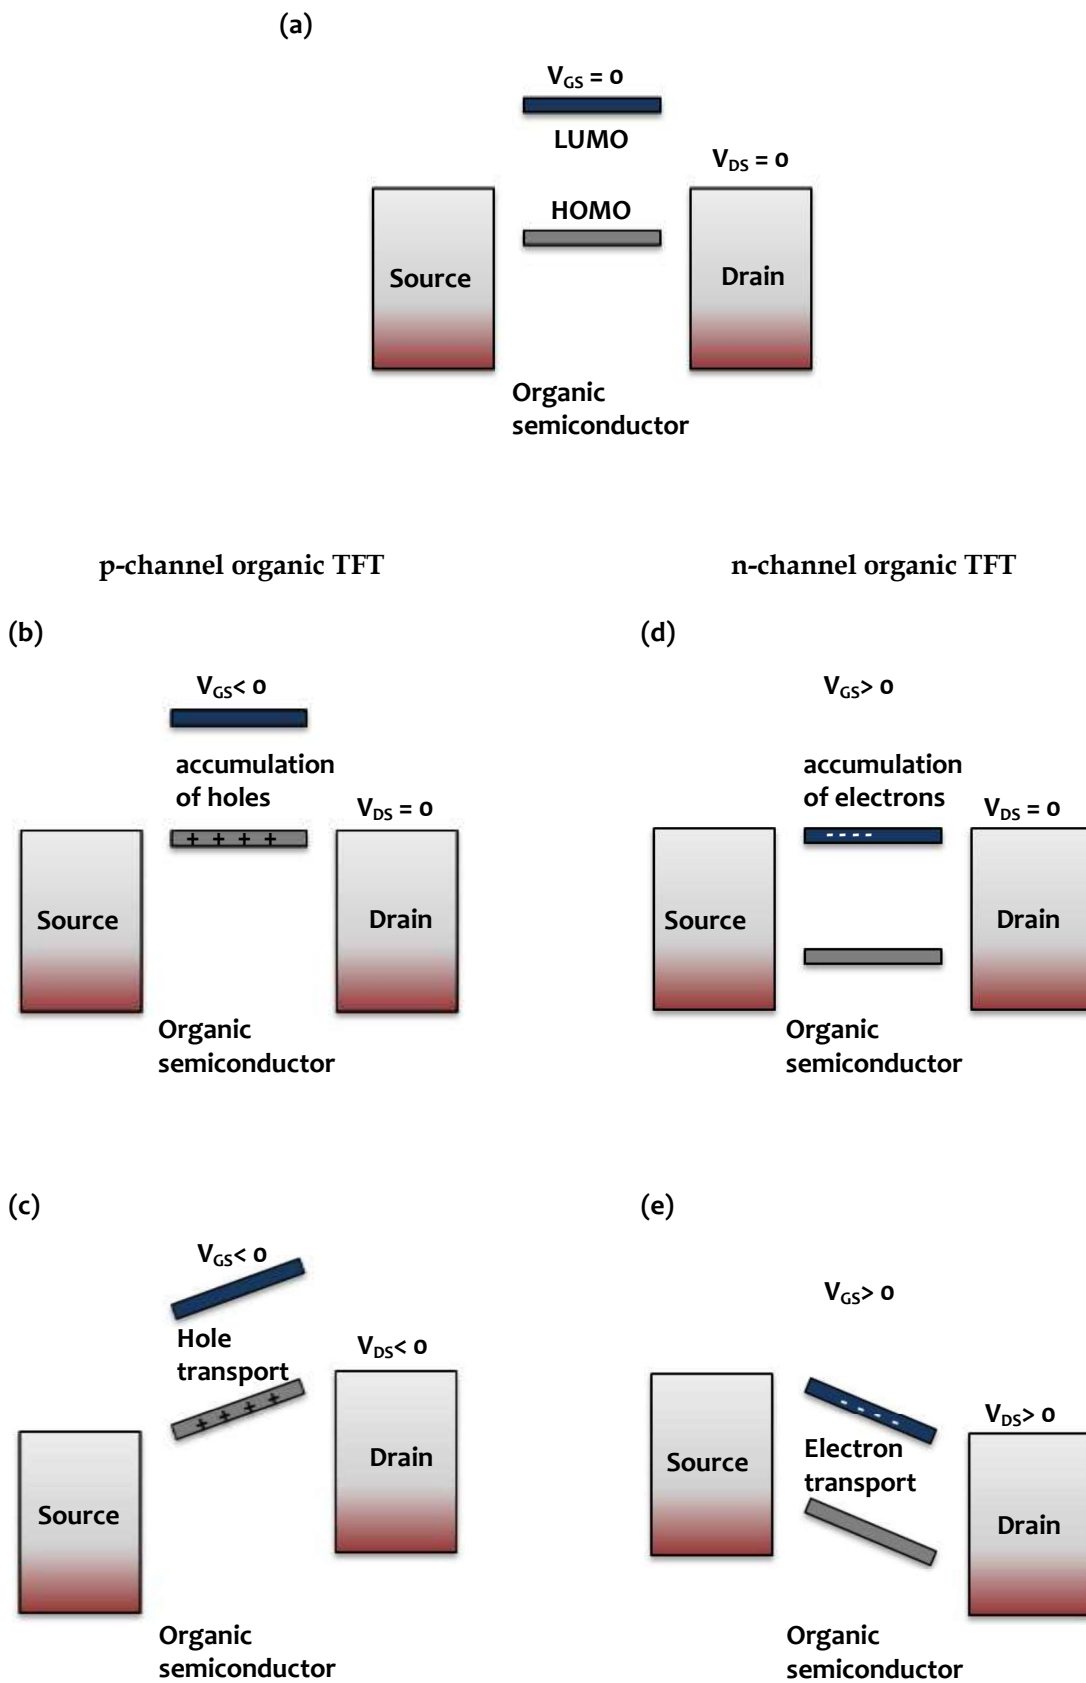 (a)
V_GS = 0
LUMO
V_DS = 0
HOMO
Source
Drain
Organic
semiconductor
p-channel organic TFT
n-channel organic TFT
(b)
V_GS< 0
accumulation
of holes
V_DS = 0
+ + + +
Source
Drain
Organic
semiconductor
(d)
V_GS> 0
accumulation
of electrons
V_DS = 0
- - - -
Source
Drain
Organic
semiconductor
(c)
V_GS< 0
Hole
transport
V_DS< 0
+ + + +
Drain
Source
Organic
semiconductor
(e)
V_GS> 0
- - - -
V_DS> 0
Electron
transport
Source
Drain
Organic
semiconductor